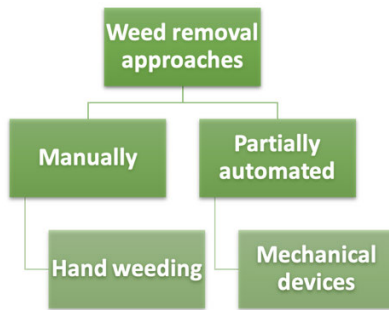 Weed removal
approaches
Manually
Partially
automated
Hand weeding
Mechanical
devices